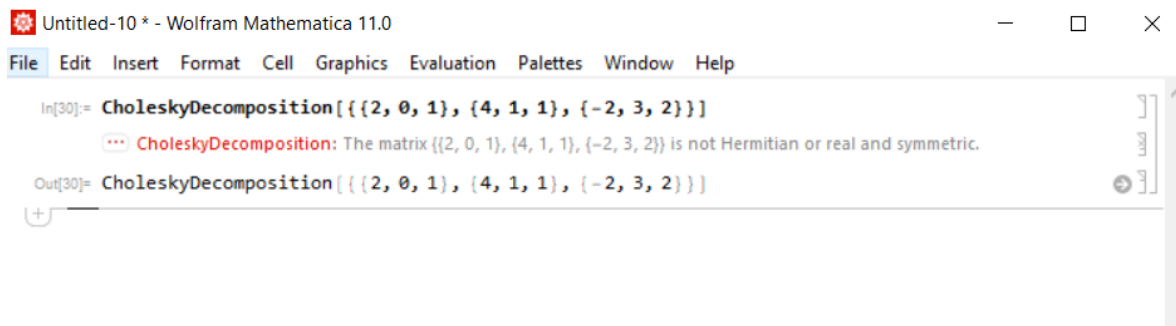 Untitled-10 * - Wolfram Mathematica 11.0
File Edit Insert Format Cell Graphics Evaluation Palettes Window Help
In[30]:= CholeskyDecomposition[{{2, 0, 1}, {4, 1, 1}, {-2, 3, 2}}]
CholeskyDecomposition: The matrix {{2, 0, 1}, {4, 1, 1}, {-2, 3, 2}} is not Hermitian or real and symmetric.
Out[30]= CholeskyDecomposition[{{2, 0, 1}, {4, 1, 1}, {-2, 3, 2}}]